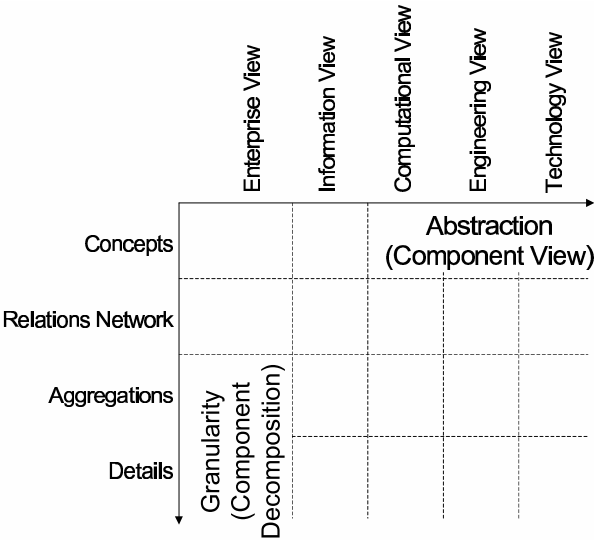 Enterprise View
Information View
Computational View
Engineering View
Technology View
Concepts
Abstraction
(Component View)
Relations Network
Aggregations
Details
Granularity
(Component
Decomposition)